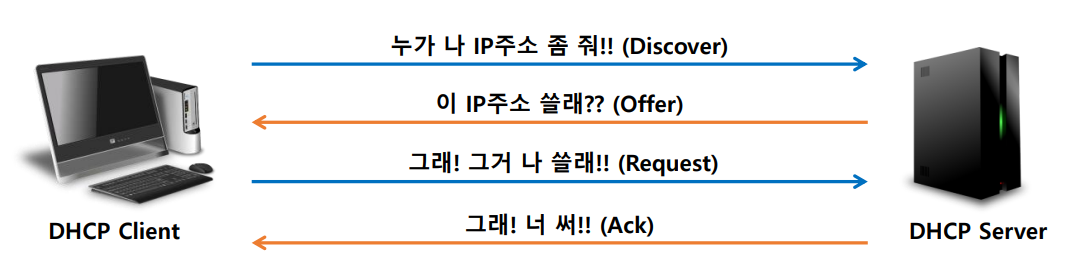 누가 나 IP주소 좀 줘!! (Discover)
이 IP주소 쓸래?? (Offer)
그래! 그거 나 쓸래!! (Request)
그래! 너 써!! (Ack)
DHCP Client
DHCP Server